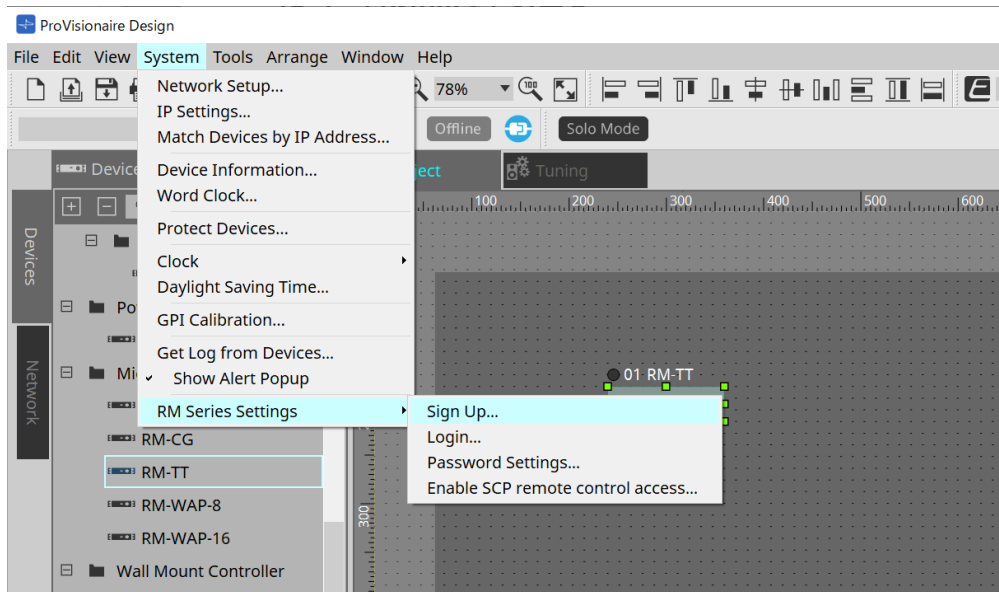 ProVisionaire Design
File Edit View System Tools Arrange Window Help
Network Setup...
IP Settings...
Match Devices by IP Address...
Device Information...
Word Clock...
Protect Devices...
Clock
Daylight Saving Time...
GPI Calibration...
Get Log from Devices...
Show Alert Popup
RM Series Settings
Sign Up...
Login...
Password Settings...
Enable SCP remote control access...
78%
100
Offline
Solo Mode
Device
ject
Tuning
100 200 300 400 500 600
Devices
Network
Po
Mi
RM-CG
RM-TT
RM-WAP-8
RM-WAP-16
Wall Mount Controller
01 RM-TT
300